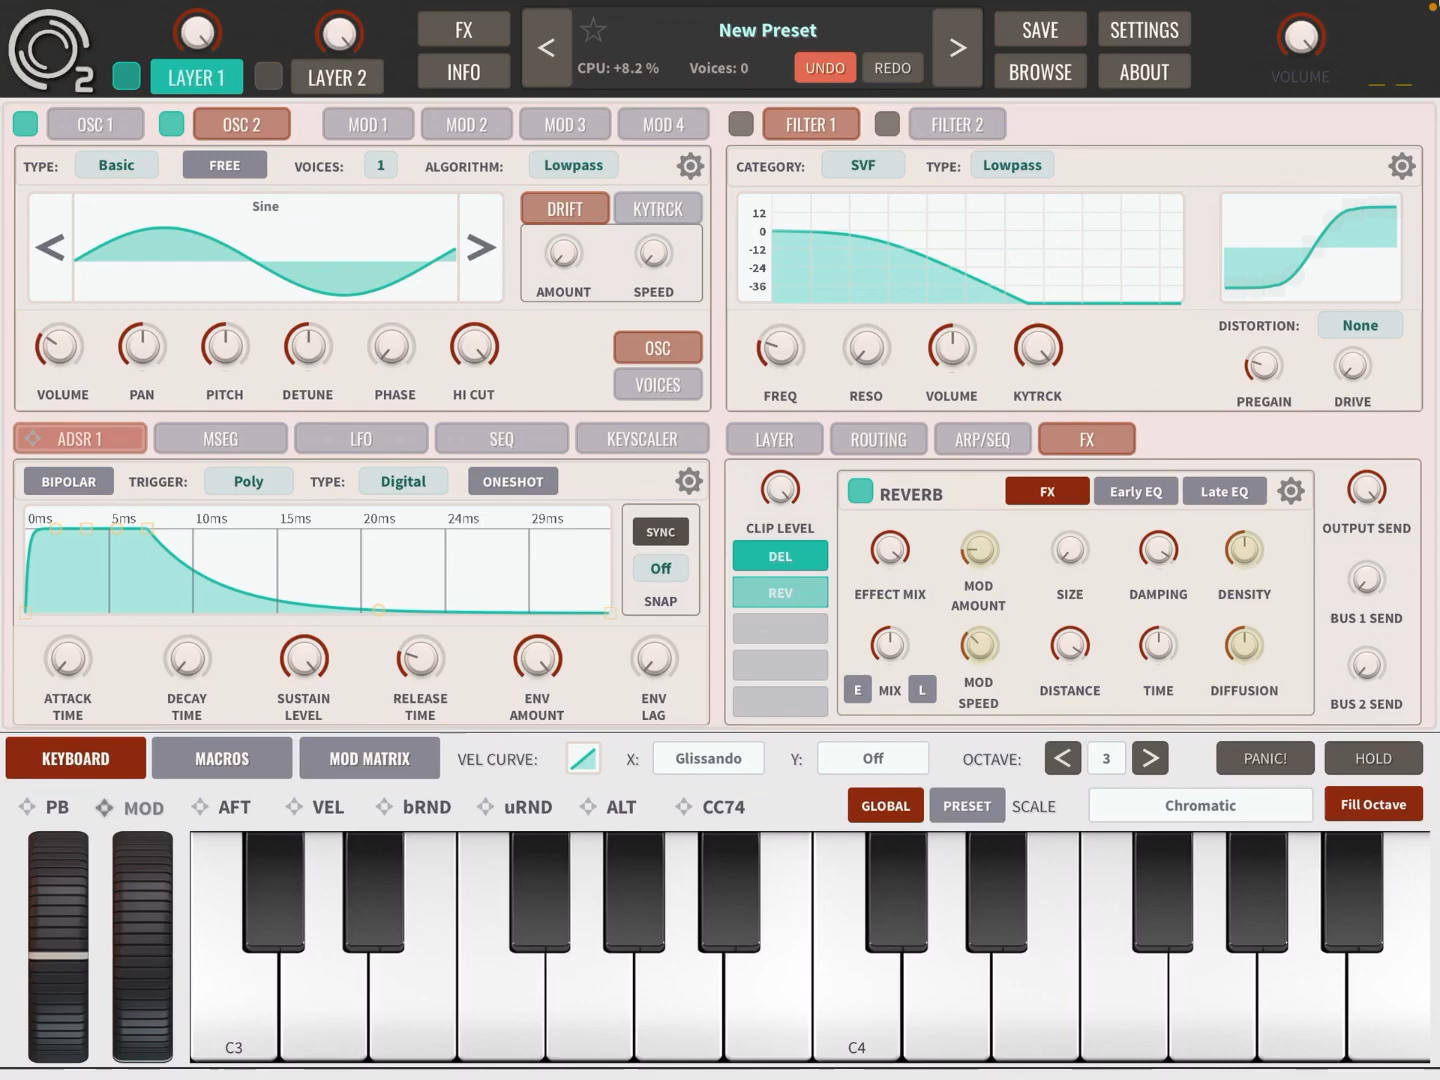 2
LAYER 1
LAYER 2
FX
INFO
New Preset
CPU: +8.2 %
Voices: 0
UNDO
REDO
SAVE
SETTINGS
BROWSE
ABOUT
VOLUME
OSC 1
OSC 2
MOD 1
MOD 2
MOD 3
MOD 4
TYPE:
Basic
FREE
VOICES:
1
ALGORITHM:
Lowpass
Sine
DRIFT
KYTRCK
AMOUNT
SPEED
VOLUME
PAN
PITCH
DETUNE
PHASE
HI CUT
OSC
VOICES
FILTER 1
FILTER 2
CATEGORY:
SVF
TYPE:
Lowpass
12
0
-12
-24
-36
DISTORTION:
None
FREQ
RESO
VOLUME
KYTRCK
PREGAIN
DRIVE
ADSR 1
MSEG
LFO
SEQ
KEYSCALER
BIPOLAR
TRIGGER:
Poly
TYPE:
Digital
ONESHOT
0ms
5ms
10ms
15ms
20ms
24ms
29ms
SYNC
Off
SNAP
ATTACK
TIME
DECAY
TIME
SUSTAIN
LEVEL
RELEASE
TIME
ENV
AMOUNT
ENV
LAG
LAYER
ROUTING
ARP/SEQ
FX
CLIP LEVEL
DEL
REV
REVERB
FX
Early EQ
Late EQ
EFFECT MIX
MOD
AMOUNT
SIZE
DAMPING
DENSITY
E
MIX
L
MOD
SPEED
DISTANCE
TIME
DIFFUSION
OUTPUT SEND
BUS 1 SEND
BUS 2 SEND
KEYBOARD
MACROS
MOD MATRIX
VEL CURVE:
X:
Glissando
Y:
Off
OCTAVE:
<
3
>
PANIC!
HOLD
PB
MOD
AFT
VEL
bRND
uRND
ALT
CC74
GLOBAL
PRESET
SCALE
Chromatic
Fill Octave
C3
C4